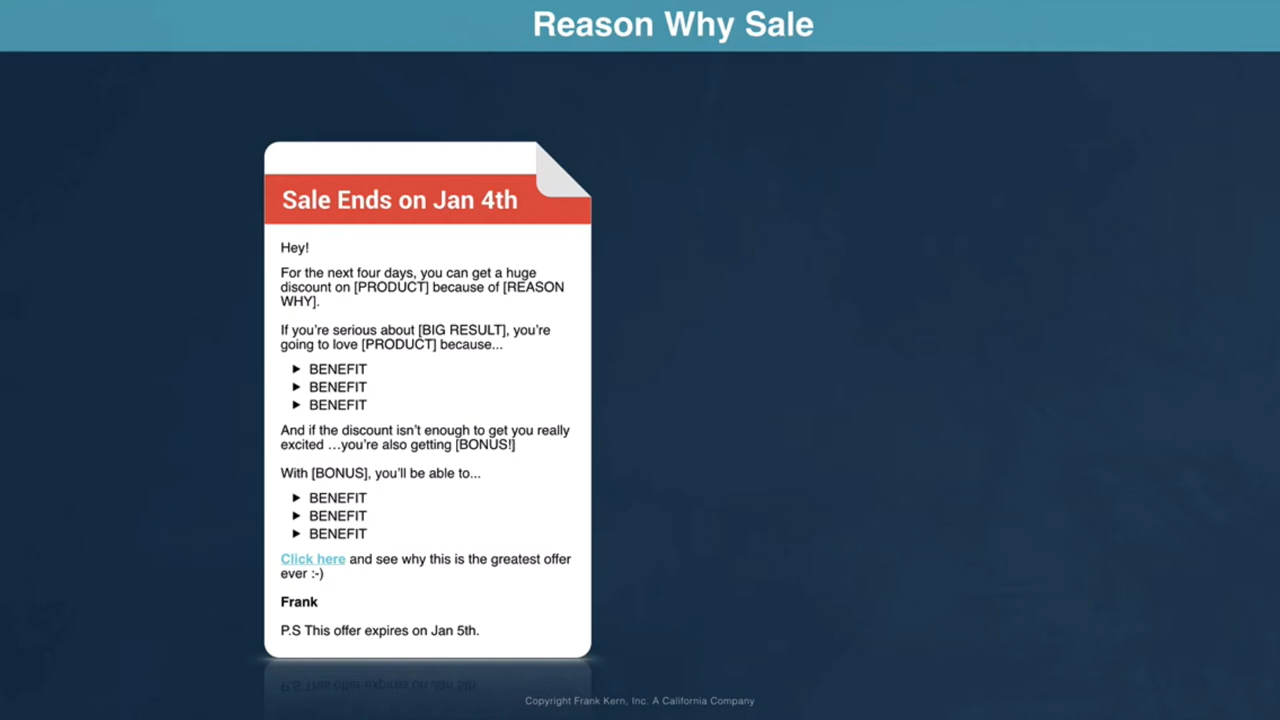 Reason Why Sale
Sale Ends on Jan 4th
Hey!
For the next four days, you can get a huge
discount on [PRODUCT] because of [REASON
WHY].
If you're serious about [BIG RESULT], you're
going to love [PRODUCT] because...
► BENEFIT
► BENEFIT
► BENEFIT
And if the discount isn't enough to get you really
excited ...you're also getting [BONUS!]
With [BONUS], you'll be able to...
► BENEFIT
► BENEFIT
► BENEFIT
Click here and see why this is the greatest offer
ever :-)
Frank
P.S This offer expires on Jan 5th.
Copyright Frank Kern, Inc. A California Company